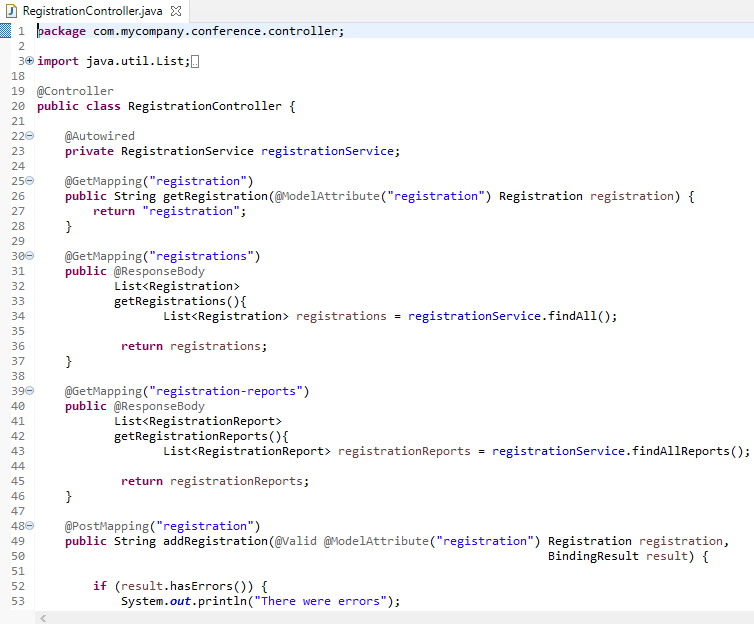 RegistrationController.java
1 package com.mycompany.conference.controller;
2
3 import java.util.List;
18
19 @Controller
20 public class RegistrationController {
21
22 @Autowired
23 private RegistrationService registrationService;
24
25 @GetMapping("registration")
26 public String getRegistration(@ModelAttribute("registration") Registration registration) {
27 return "registration";
28 }
29
30 @GetMapping("registrations")
31 public @ResponseBody
32 List<Registration>
33 getRegistrations(){
34 List<Registration> registrations = registrationService.findAll();
35
36 return registrations;
37 }
38
39 @GetMapping("registration-reports")
40 public @ResponseBody
41 List<RegistrationReport>
42 getRegistrationReports(){
43 List<RegistrationReport> registrationReports = registrationService.findAllReports();
44
45 return registrationReports;
46 }
47
48 @PostMapping("registration")
49 public String addRegistration(@Valid @ModelAttribute("registration") Registration registration,
50 BindingResult result) {
51
52 if (result.hasErrors()) {
53 System.out.println("There were errors");